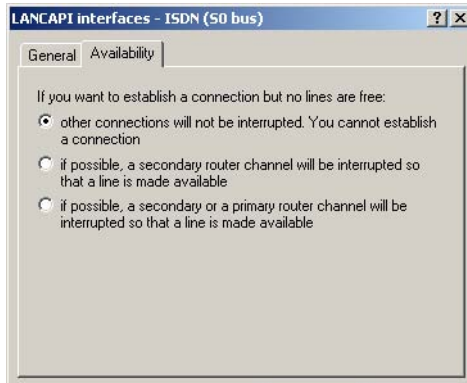 LANCAPI interfaces - ISDN (S0 bus)
General
Availability
If you want to establish a connection but no lines are free:
other connections will not be interrupted. You cannot establish
a connection
if possible, a secondary router channel will be interrupted so
that a line is made available
if possible, a secondary or a primary router channel will be
interrupted so that a line is made available